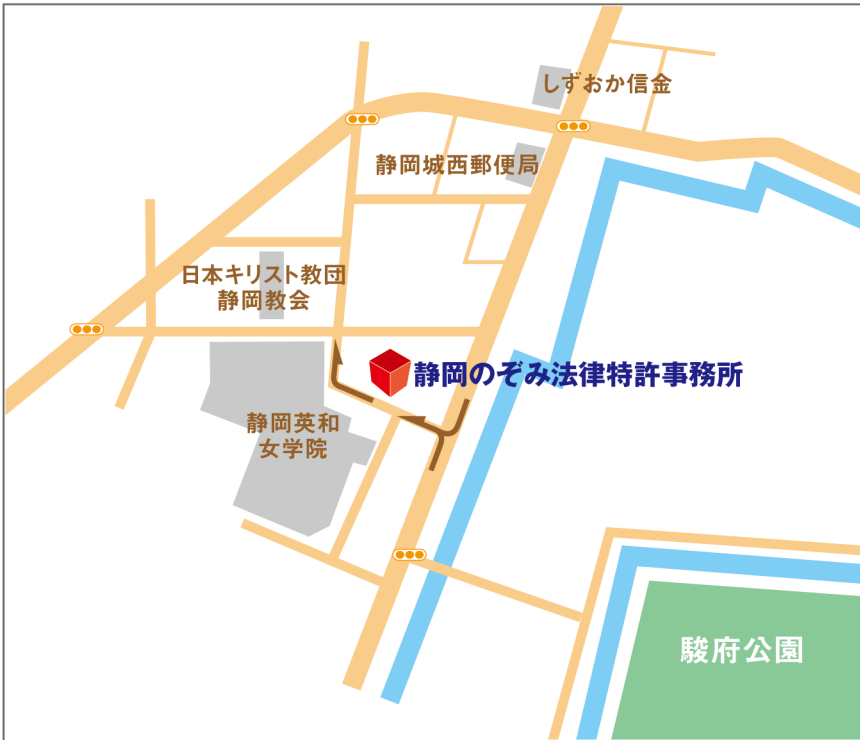 しずおか信金
静岡城西郵便局
日本キリスト教団
静岡教会
静岡のぞみ法律特許事務所
静岡英和
女学院
駿府公園